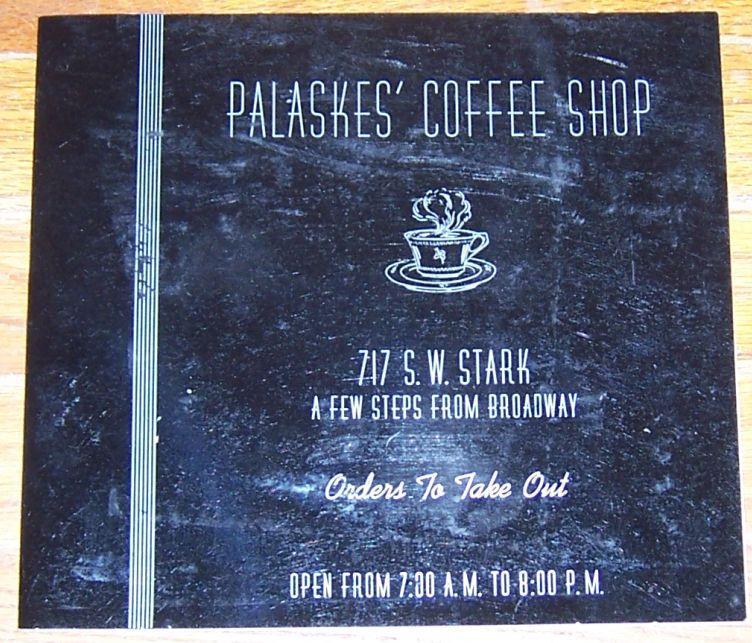 PALASKES' COFFEE SHOP
717 S. W. STARK
A FEW STEPS FROM BROADWAY
Orders To Take Out
OPEN FROM 7:00 A. M. TO 8:00 P. M.